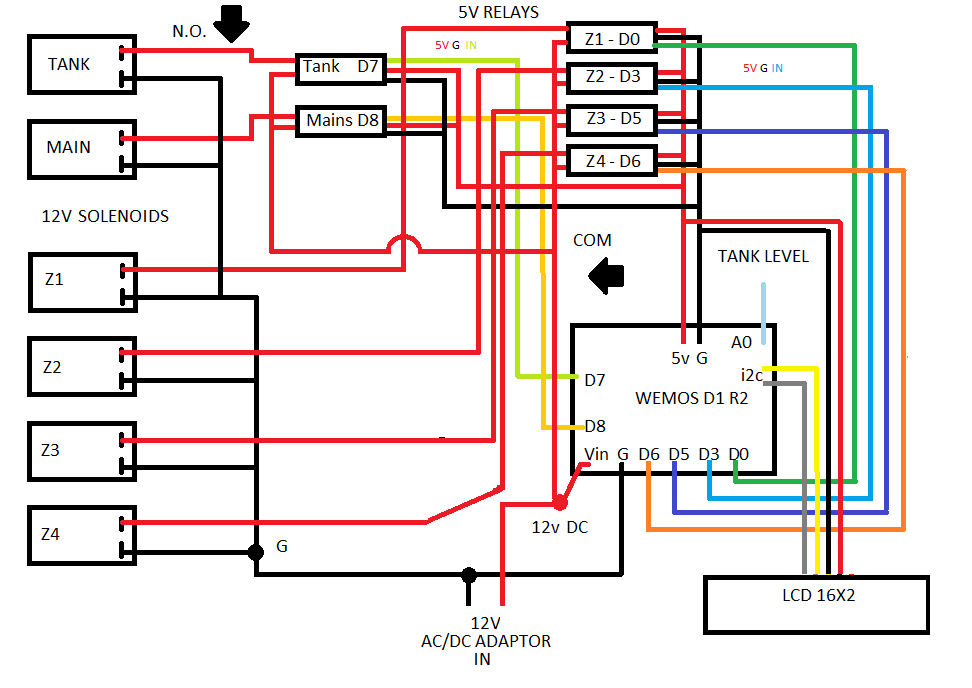 5V RELAYS
N.O.
5V G IN
Z1 - D0
TANK
Tank D7
Z2 - D3
5V G IN
Mains D8
Z3 - D5
MAIN
Z4 - D6
12V SOLENOIDS
COM
TANK LEVEL
Z1
A0
5v G
i2c
Z2
D7
WEMOS D1 R2
D8
Z3
Vin G D6 D5 D3 D0
12v DC
Z4
G
LCD 16X2
12V
AC/DC ADAPTOR
IN